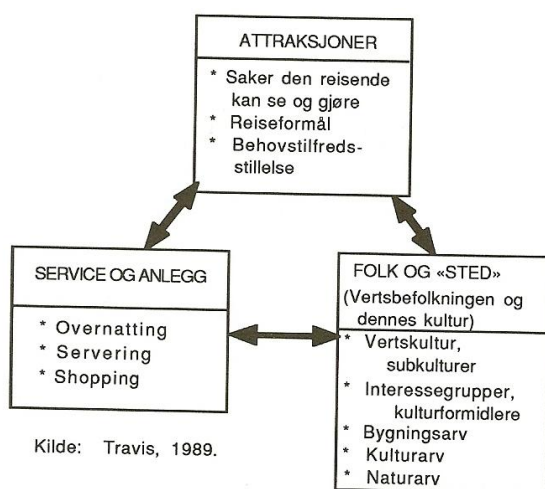 ATTRAKSJONER
* Saker den reisende
kan se og gjøre
* Reiseformål
* Behovstilfreds-
stillelse
SERVICE OG ANLEGG
* Overnatting
* Servering
* Shopping
FOLK OG «STED»
(Vertsbefolkningen og
dennes kultur)
* Vertskultur,
subkulturer
* Interessegrupper,
kulturformidlere
* Bygningsarv
* Kulturarv
* Naturarv
Kilde: Travis, 1989.